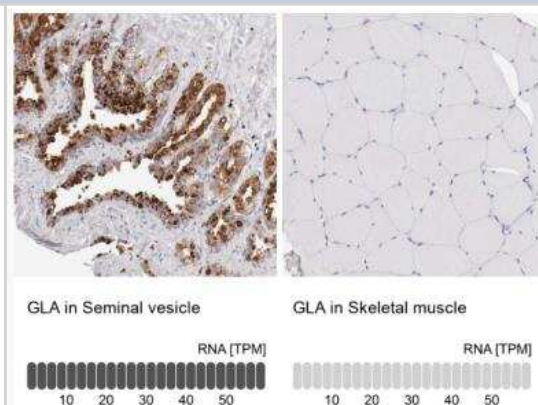 GLA in Seminal vesicle
RNA [TPM]
10 20 30 40 50
GLA in Skeletal muscle
RNA [TPM]
10 20 30 40 50